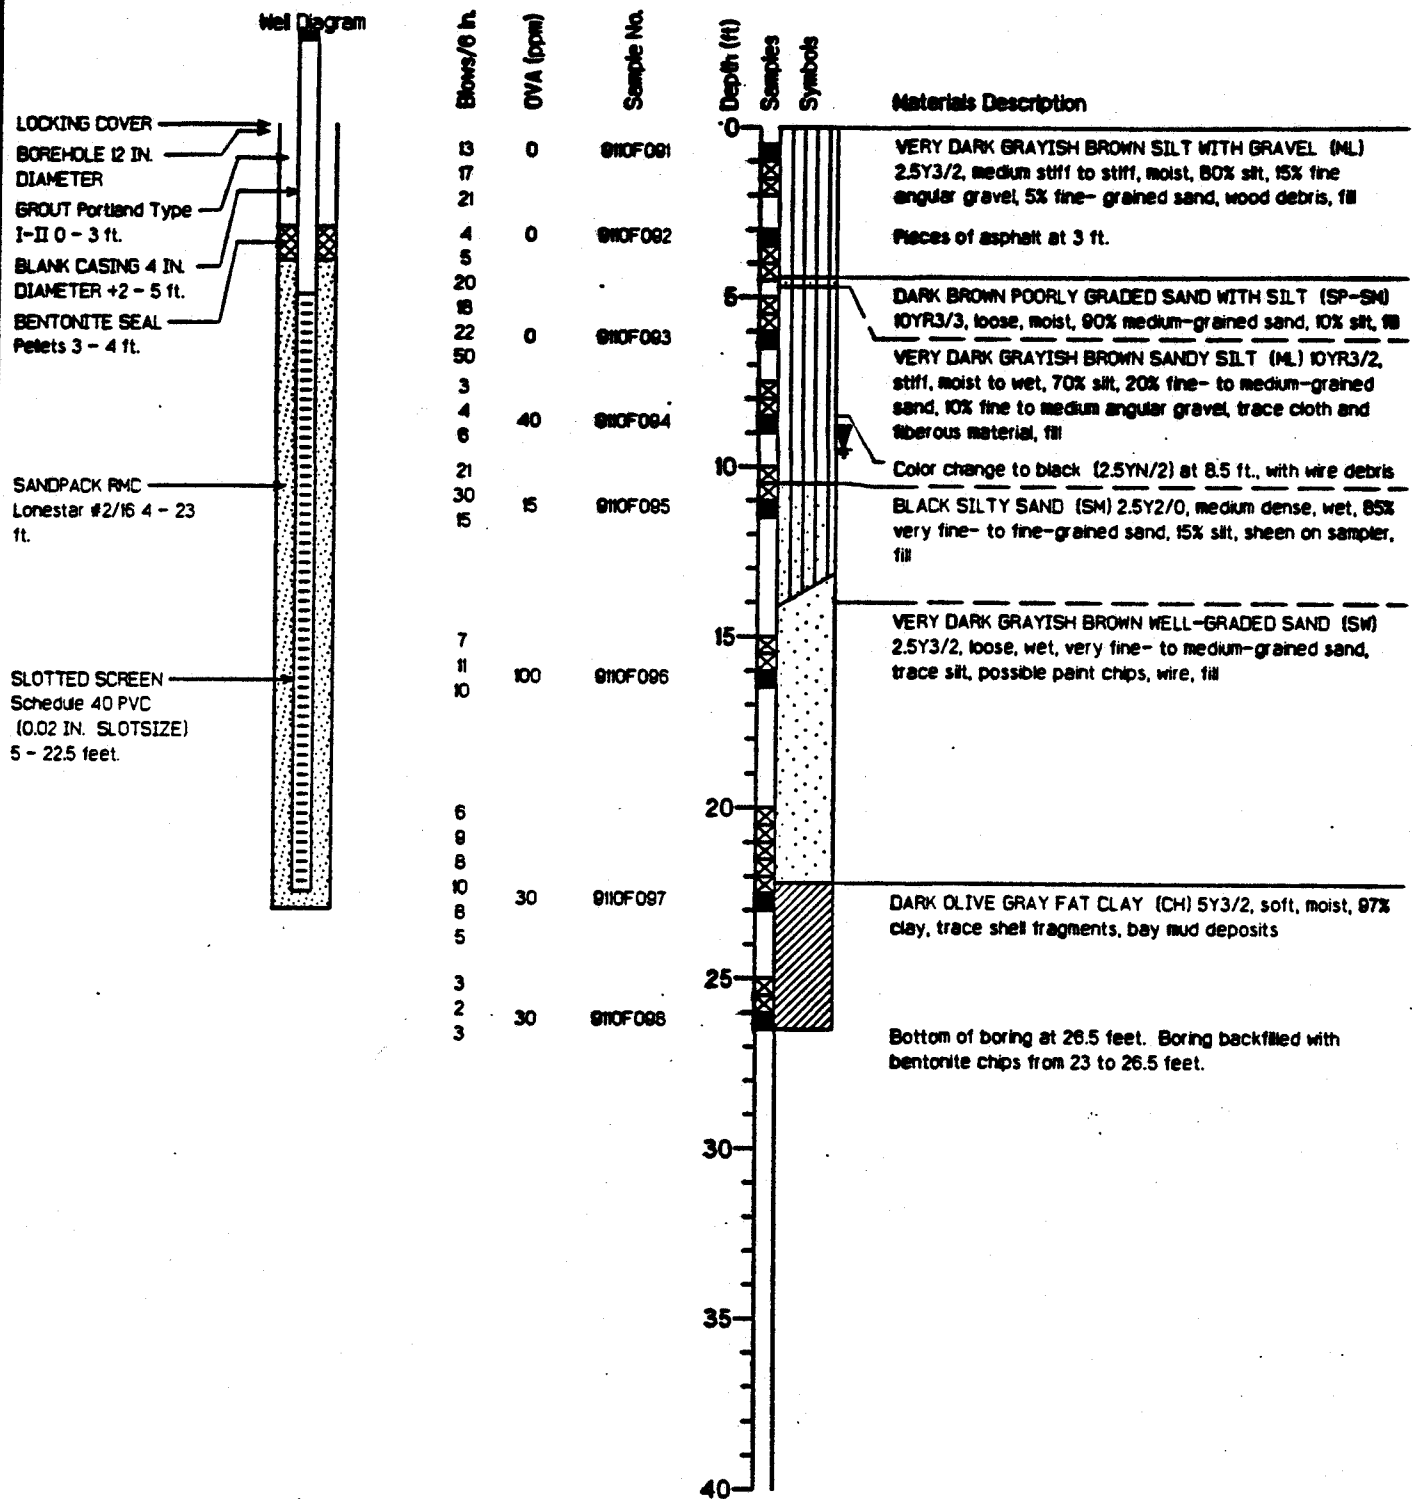 Well Diagram
Blows/6 in.
OVA (ppm)
Sample No.
Depth (ft)
Samples
Symbols
Materials Description
LOCKING COVER
BOREHOLE 12 IN.
DIAMETER
GROUT Portland Type
I-II 0 - 3 ft.
BLANK CASING 4 IN.
DIAMETER +2 - 5 ft.
BENTONITE SEAL
Pellets 3 - 4 ft.
SANDPACK RMC
Lonestar #2/16 4 - 23
ft.
SLOTTED SCREEN
Schedule 40 PVC
(0.02 IN. SLOTSIZE)
5 - 22.5 feet.
13 0 9110F091
17
21
4 0 9110F092
5
20
18
22 0 9110F093
50
3
4 40 9110F094
6
21
30 15 9110F095
15
7
11 100 9110F096
10
6
9
8
10 30 9110F097
8
5
3
2 30 9110F098
3
0
5
10
15
20
25
30
35
40
VERY DARK GRAYISH BROWN SILT WITH GRAVEL (ML)
2.5Y3/2, medium stiff to stiff, moist, 80% silt, 15% fine
angular gravel, 5% fine- grained sand, wood debris, fill
Pieces of asphalt at 3 ft.
DARK BROWN POORLY GRADED SAND WITH SILT (SP-SM)
10YR3/3, loose, moist, 90% medium-grained sand, 10% silt, fill
VERY DARK GRAYISH BROWN SANDY SILT (ML) 10YR3/2,
stiff, moist to wet, 70% silt, 20% fine- to medium-grained
sand, 10% fine to medium angular gravel, trace cloth and
fiberous material, fill
Color change to black (2.5YN/2) at 8.5 ft., with wire debris
BLACK SILTY SAND (SM) 2.5Y2/0, medium dense, wet, 85%
very fine- to fine-grained sand, 15% silt, sheen on sampler,
fill
VERY DARK GRAYISH BROWN WELL-GRADED SAND (SW)
2.5Y3/2, loose, wet, very fine- to medium-grained sand,
trace silt, possible paint chips, wire, fill
DARK OLIVE GRAY FAT CLAY (CH) 5Y3/2, soft, moist, 97%
clay, trace shell fragments, bay mud deposits
Bottom of boring at 26.5 feet. Boring backfilled with
bentonite chips from 23 to 26.5 feet.